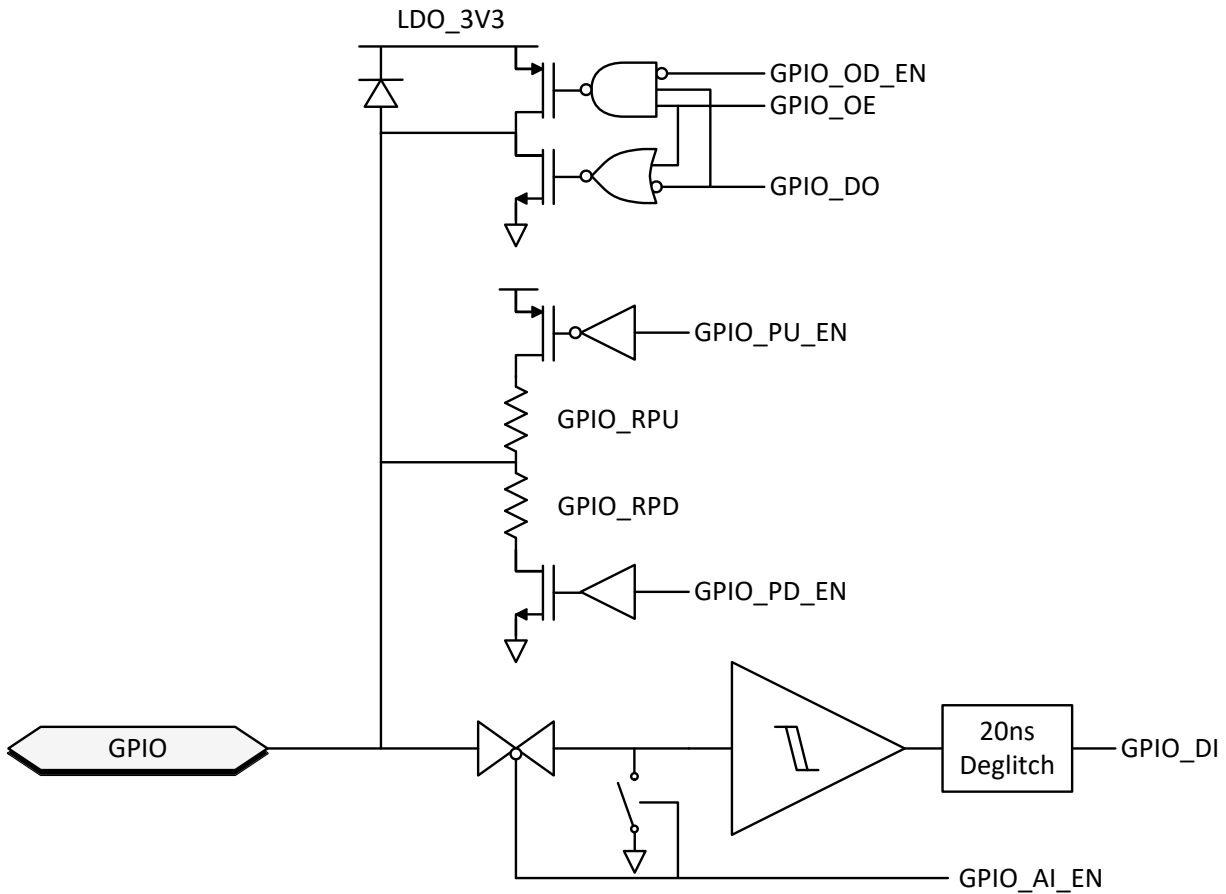 LDO_3V3
GPIO_OD_EN
GPIO_OE
GPIO_DO
GPIO_PU_EN
GPIO_RPU
GPIO_RPD
GPIO_PD_EN
GPIO
20ns
Deglitch
GPIO_DI
GPIO_AI_EN